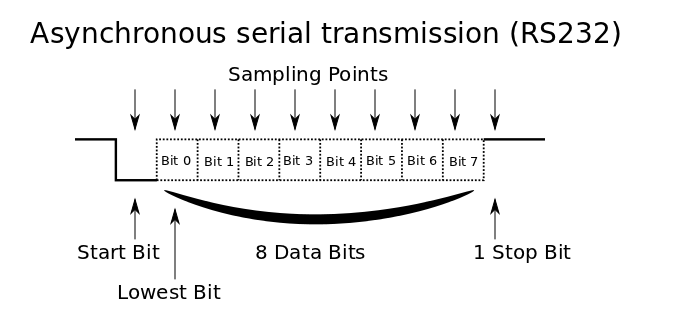 Asynchronous serial transmission (RS232)
Sampling Points
Bit 0 Bit 1 Bit 2 Bit 3 Bit 4 Bit 5 Bit 6 Bit 7
Start Bit 8 Data Bits 1 Stop Bit
Lowest Bit